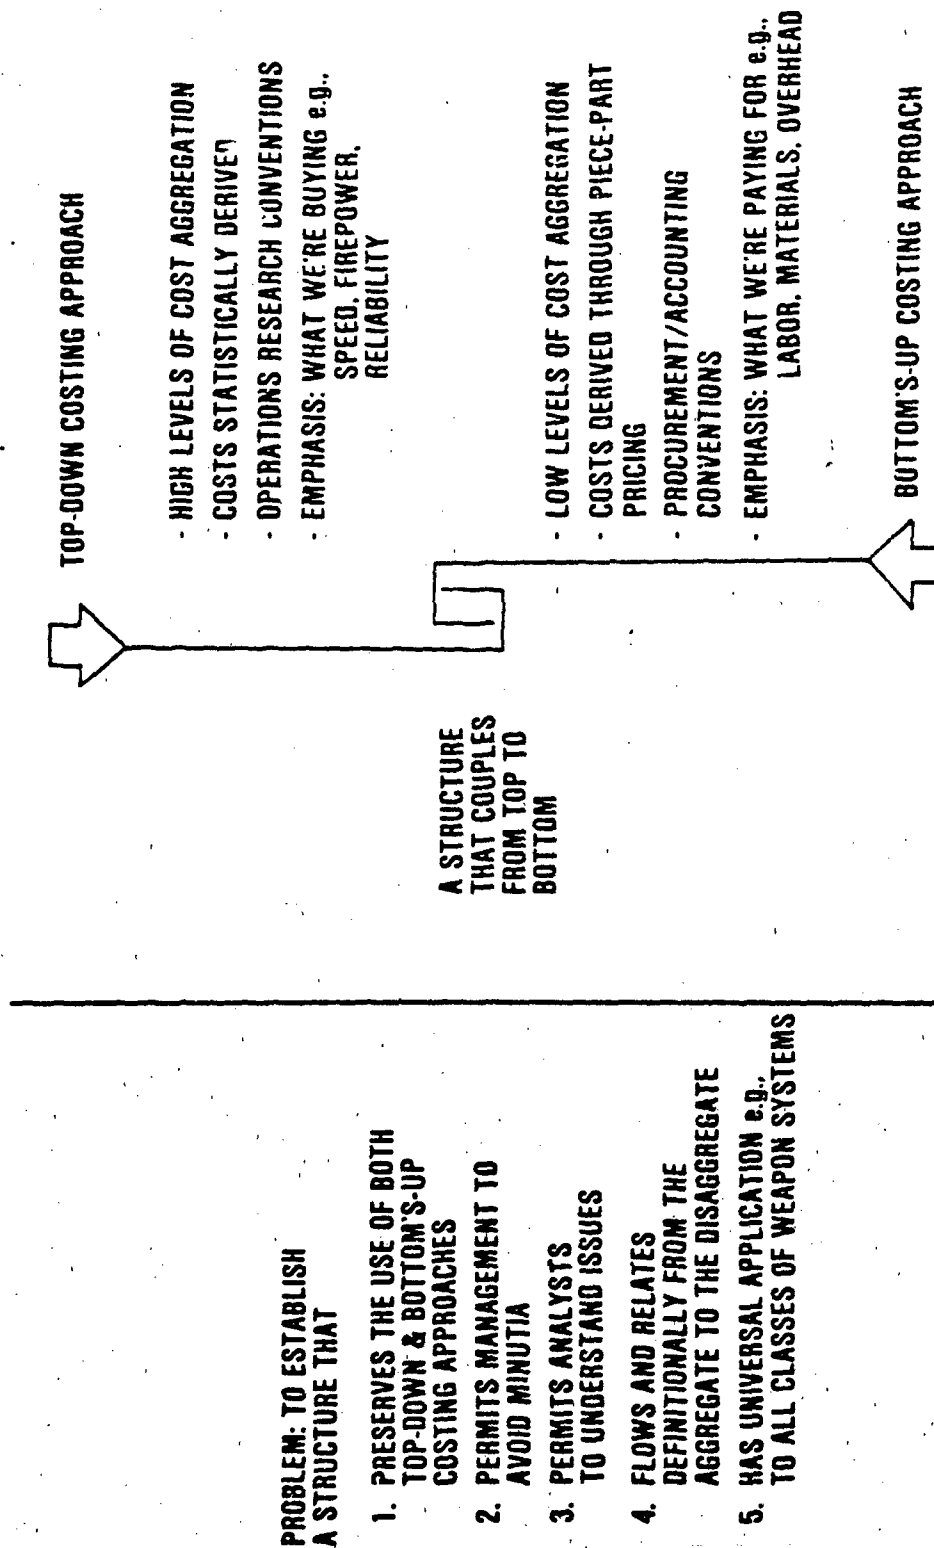 PROBLEM: TO ESTABLISH
A STRUCTURE THAT
1. PRESERVES THE USE OF BOTH
TOP-DOWN & BOTTOM'S-UP
COSTING APPROACHES
2. PERMITS MANAGEMENT TO
AVOID MINUTIA
3. PERMITS ANALYSTS
TO UNDERSTAND ISSUES
4. FLOWS AND RELATES
DEFINITIONALLY FROM THE
AGGREGATE TO THE DISAGGREGATE
5. HAS UNIVERSAL APPLICATION e.g.,
TO ALL CLASSES OF WEAPON SYSTEMS
A STRUCTURE
THAT COUPLES
FROM TOP TO
BOTTOM
TOP-DOWN COSTING APPROACH
- HIGH LEVELS OF COST AGGREGATION
- COSTS STATISTICALLY DERIVED
- OPERATIONS RESEARCH CONVENTIONS
- EMPHASIS: WHAT WE'RE BUYING e.g.,
SPEED, FIREPOWER,
RELIABILITY
- LOW LEVELS OF COST AGGREGATION
- COSTS DERIVED THROUGH PIECE-PART
PRICING
- PROCUREMENT/ACCOUNTING
CONVENTIONS
- EMPHASIS: WHAT WE'RE PAYING FOR e.g.,
LABOR, MATERIALS, OVERHEAD
BOTTOM'S-UP COSTING APPROACH